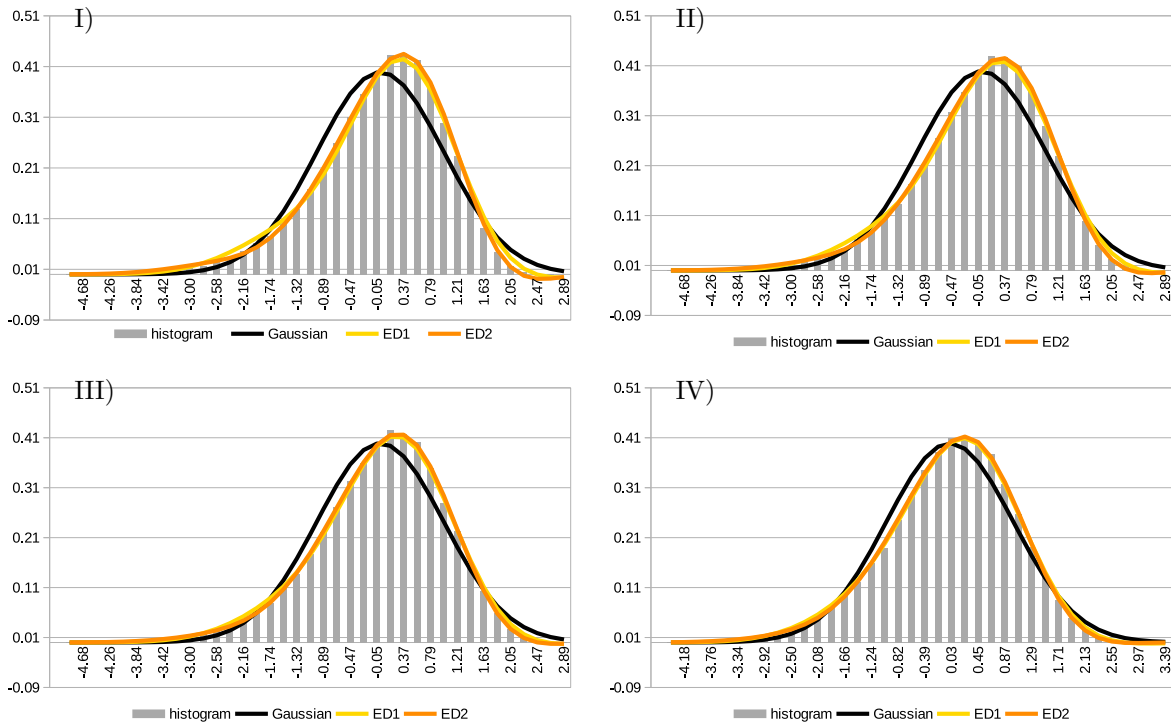 I)
0.51
0.41
0.31
0.21
0.11
0.01
-0.09
-4.68 -4.26 -3.84 -3.42 -3.00 -2.58 -2.16 -1.74 -1.32 -0.89 -0.47 -0.05 0.37 0.79 1.21 1.63 2.05 2.47 2.89
histogram Gaussian ED1 ED2
II)
0.51
0.41
0.31
0.21
0.11
0.01
-0.09
-4.68 -4.26 -3.84 -3.42 -3.00 -2.58 -2.16 -1.74 -1.32 -0.89 -0.47 -0.05 0.37 0.79 1.21 1.63 2.05 2.47 2.89
histogram Gaussian ED1 ED2
III)
0.51
0.41
0.31
0.21
0.11
0.01
-0.09
-4.68 -4.26 -3.84 -3.42 -3.00 -2.58 -2.16 -1.74 -1.32 -0.89 -0.47 -0.05 0.37 0.79 1.21 1.63 2.05 2.47 2.89
histogram Gaussian ED1 ED2
IV)
0.51
0.41
0.31
0.21
0.11
0.01
-0.09
-4.18 -3.76 -3.34 -2.92 -2.50 -2.08 -1.66 -1.24 -0.82 -0.39 0.03 0.45 0.87 1.29 1.71 2.13 2.55 2.97 3.39
histogram Gaussian ED1 ED2